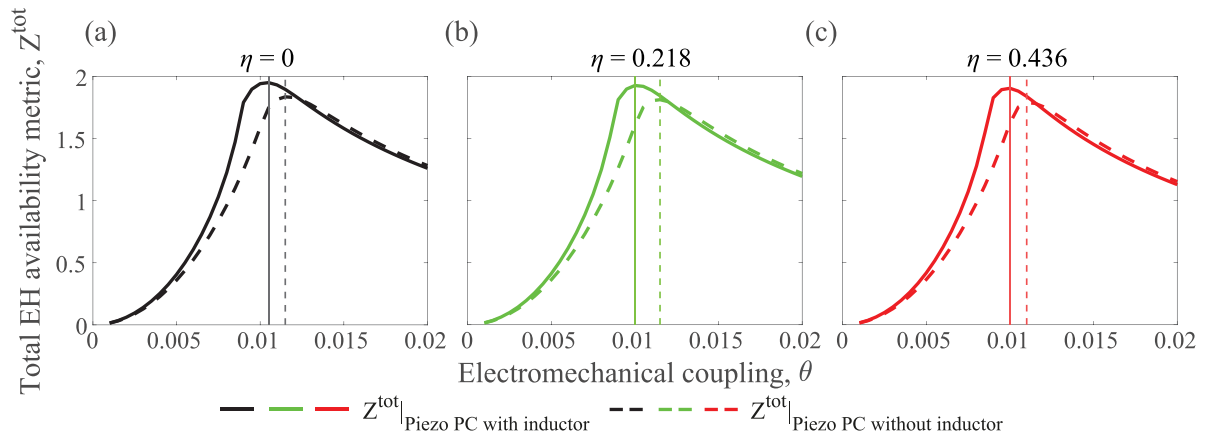 (a)
(b)
(c)
η = 0
η = 0.218
η = 0.436
Total EH availability metric, Z^tot
2
1.5
1
0.5
0
0 0.005 0.01 0.015 0.02
0 0.005 0.01 0.015 0.02
0 0.005 0.01 0.015 0.02
Electromechanical coupling, θ
Z^tot|Piezo PC with inductor
Z^tot|Piezo PC without inductor